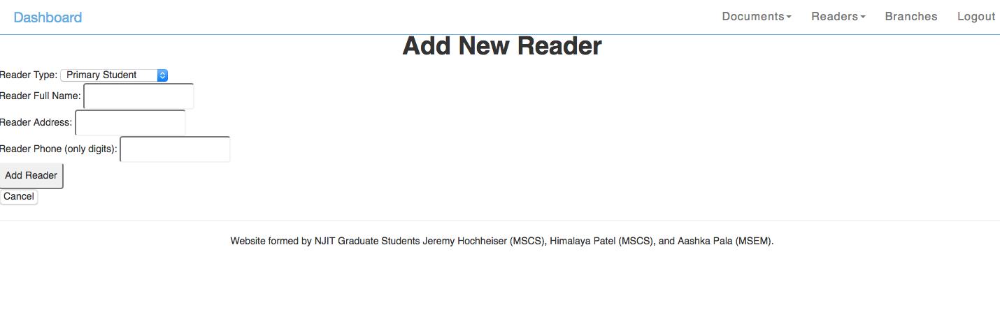 Dashboard Documents Readers Branches Logout
Add New Reader
Reader Type: Primary Student
Reader Full Name:
Reader Address:
Reader Phone (only digits):
Add Reader
Cancel
Website formed by NJIT Graduate Students Jeremy Hochheiser (MSCS), Himalaya Patel (MSCS), and Aashka Pala (MSEM).